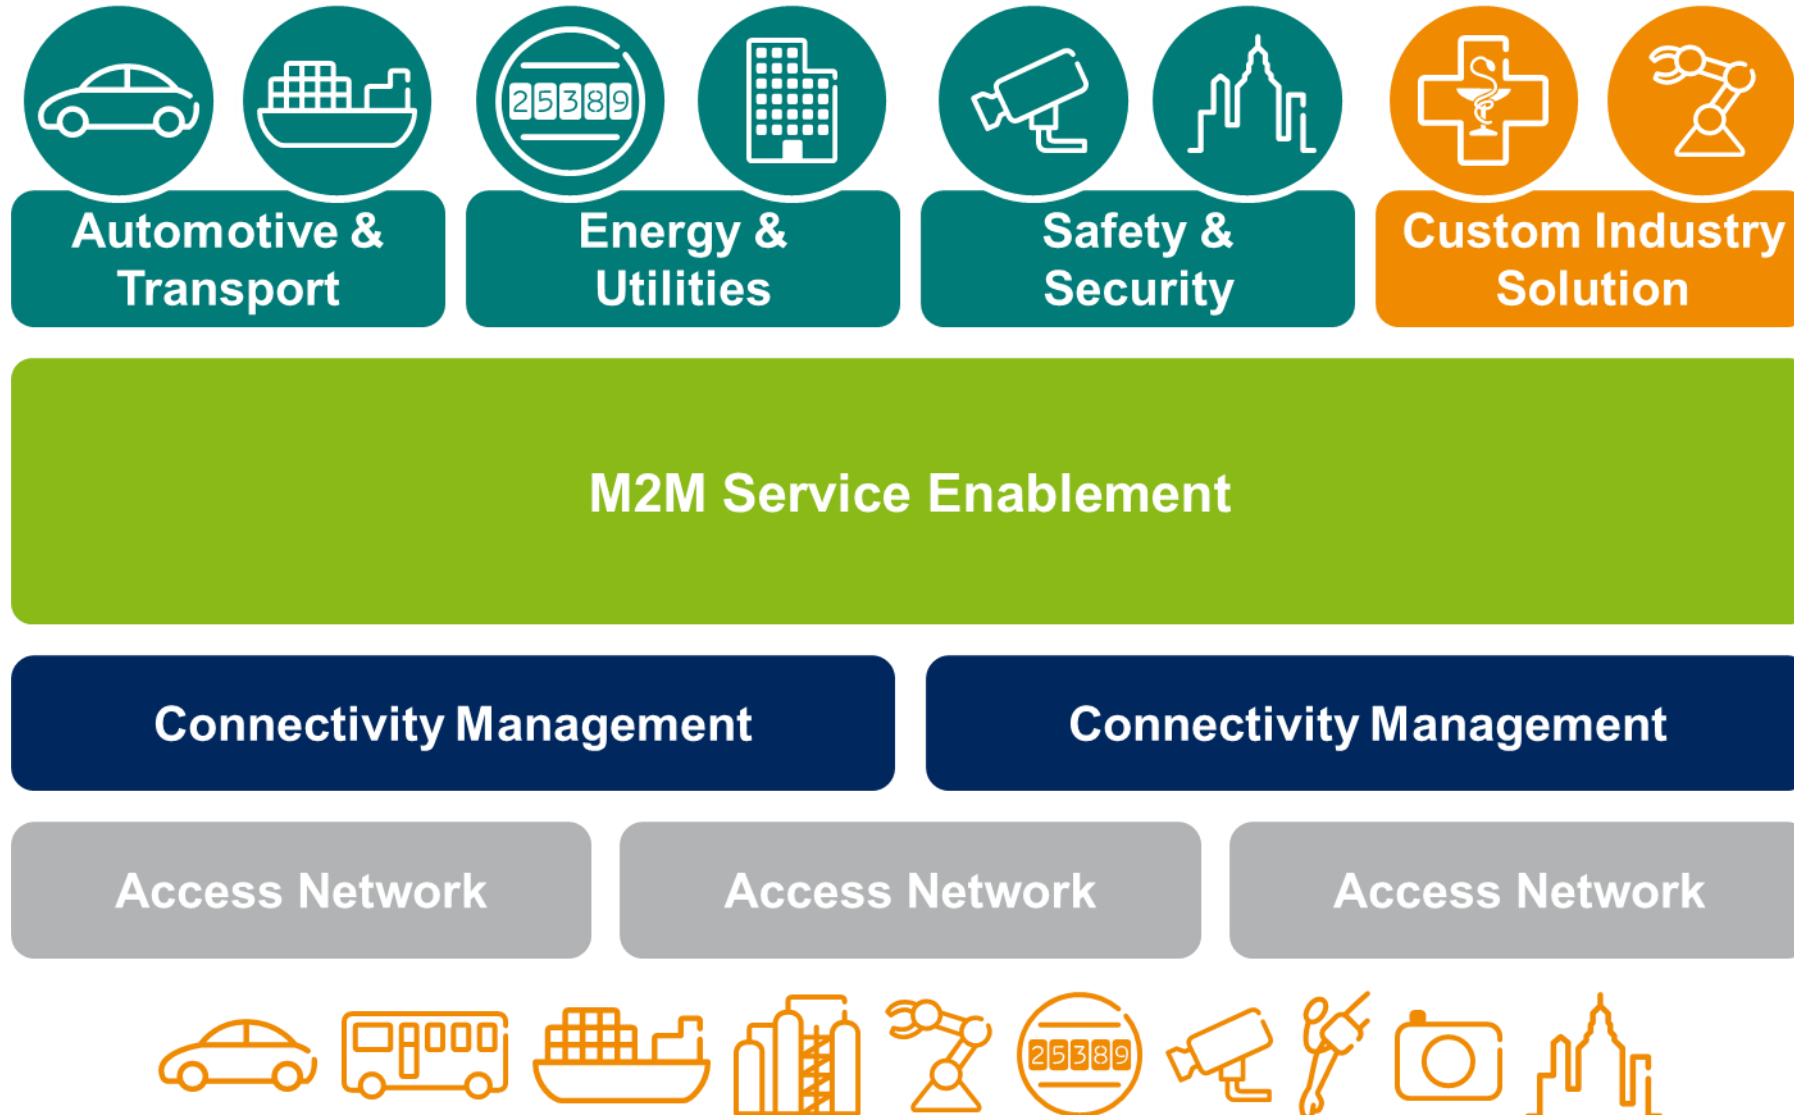 25389
Automotive &
Transport
Energy &
Utilities
Safety &
Security
Custom Industry
Solution
M2M Service Enablement
Connectivity Management
Connectivity Management
Access Network
Access Network
Access Network
25389